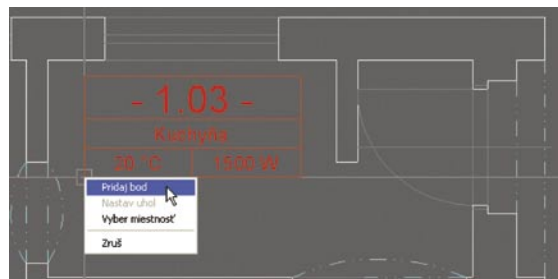 - 1.03 -
Kuchyňa
20 °C 1500 W
Pridaj bod
Nastav uhol
Vyber miestnosť
Zruš